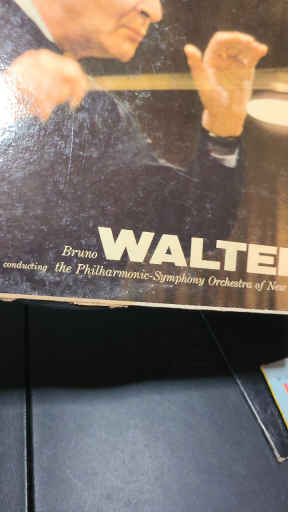 Bruno WALTE
conducting the Philharmonic-Symphony Orchestra of New